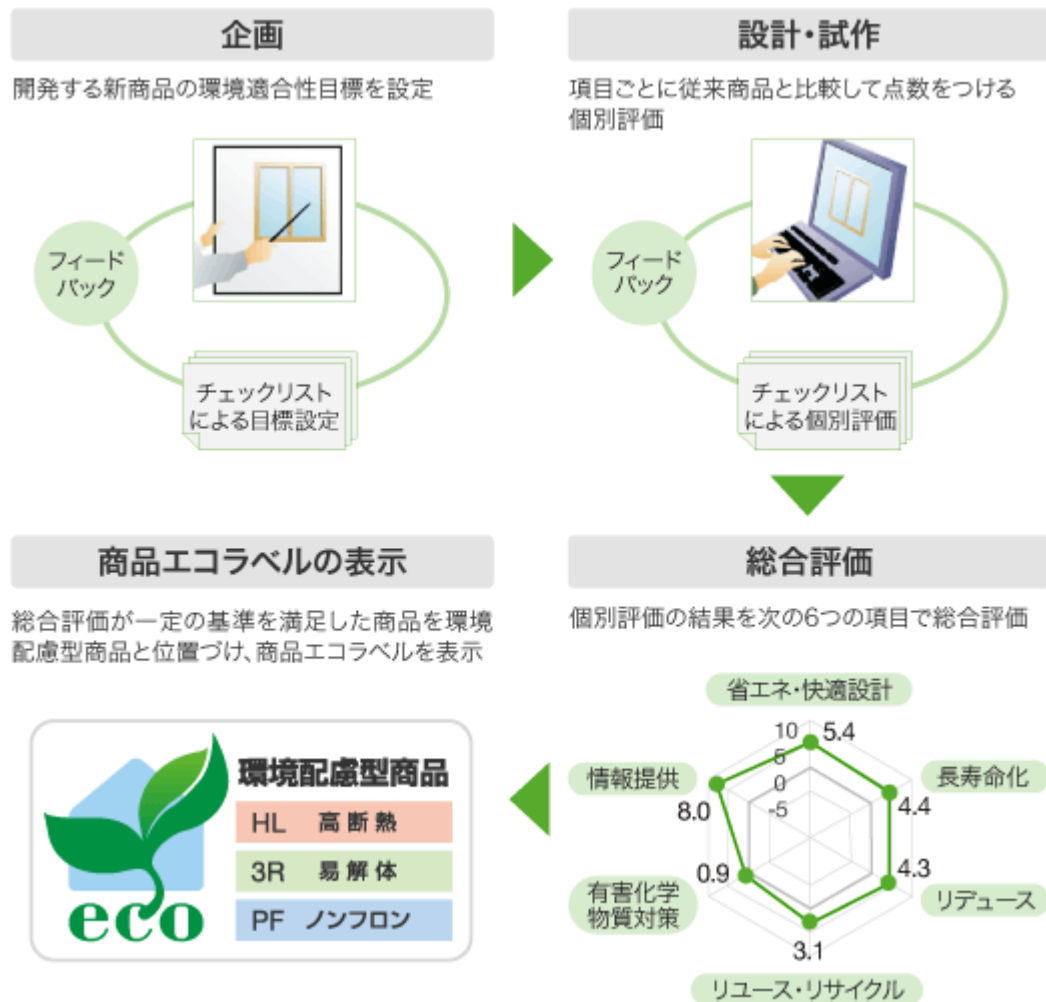 企画
開発する新商品の環境適合性目標を設定
フィード
バック
チェックリスト
による目標設定
設計・試作
項目ごとに従来商品と比較して点数をつける
個別評価
フィード
バック
チェックリスト
による個別評価
総合評価
個別評価の結果を次の6つの項目で総合評価
省エネ・快適設計
10
5.4
5
情報提供
0
長寿命化
-5
8.0
4.4
0.9
4.3
有害化学
物質対策
リデュース
3.1
リユース・リサイクル
商品エコラベルの表示
総合評価が一定の基準を満足した商品を環境
配慮型商品と位置づけ、商品エコラベルを表示
環境配慮型商品
HL 高断熱
3R 易解体
PF ノンフロン
eco